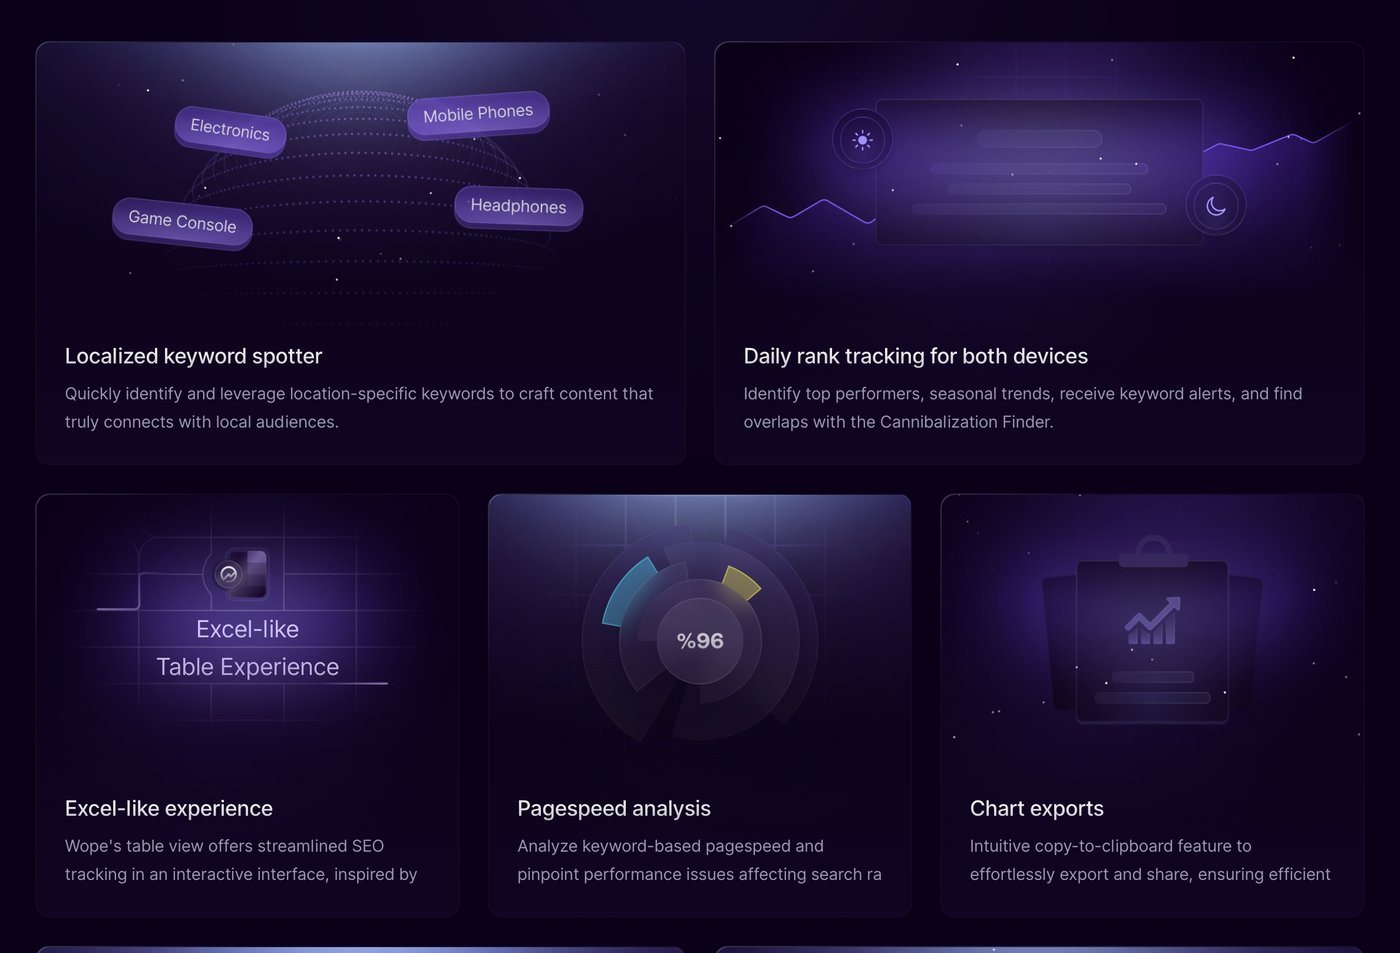 Electronics
Mobile Phones
Game Console
Headphones
Localized keyword spotter
Quickly identify and leverage location-specific keywords to craft content that
truly connects with local audiences.
Daily rank tracking for both devices
Identify top performers, seasonal trends, receive keyword alerts, and find
overlaps with the Cannibalization Finder.
Excel-like
Table Experience
Excel-like experience
Wope's table view offers streamlined SEO
tracking in an interactive interface, inspired by
%96
Pagespeed analysis
Analyze keyword-based pagespeed and
pinpoint performance issues affecting search ra
Chart exports
Intuitive copy-to-clipboard feature to
effortlessly export and share, ensuring efficient